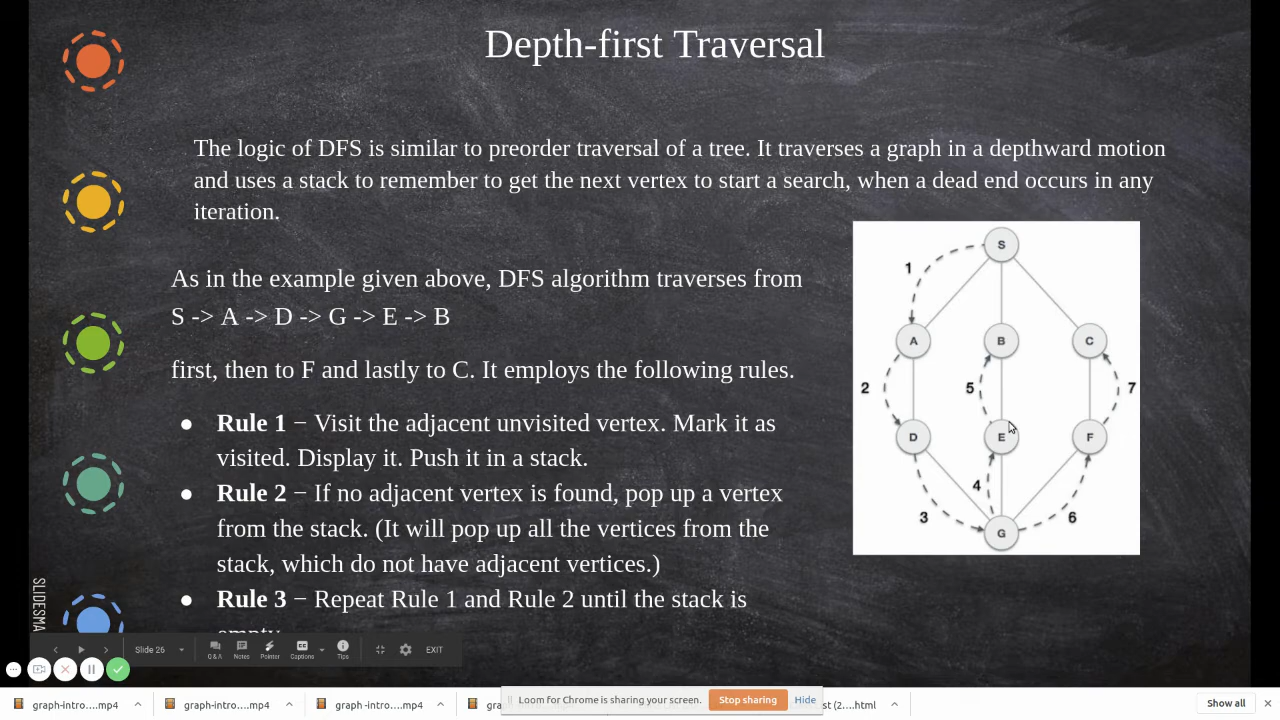 Depth-first Traversal
The logic of DFS is similar to preorder traversal of a tree. It traverses a graph in a depthward motion
and uses a stack to remember to get the next vertex to start a search, when a dead end occurs in any
iteration.
As in the example given above, DFS algorithm traverses from
S -> A -> D -> G -> E -> B
first, then to F and lastly to C. It employs the following rules.
● Rule 1 − Visit the adjacent unvisited vertex. Mark it as
visited. Display it. Push it in a stack.
● Rule 2 − If no adjacent vertex is found, pop up a vertex
from the stack. (It will pop up all the vertices from the
stack, which do not have adjacent vertices.)
● Rule 3 − Repeat Rule 1 and Rule 2 until the stack is
empty
S
1
A B C
2 5 7
D E F
4
3 6
G
SLIDESMA
Slide 26 Q & A Notes Pointer Captions Tips EXIT
graph-intro....mp4 graph-intro....mp4 graph -intro....mp4 Loom for Chrome is sharing your screen. Stop sharing Hide st (2....html Show all